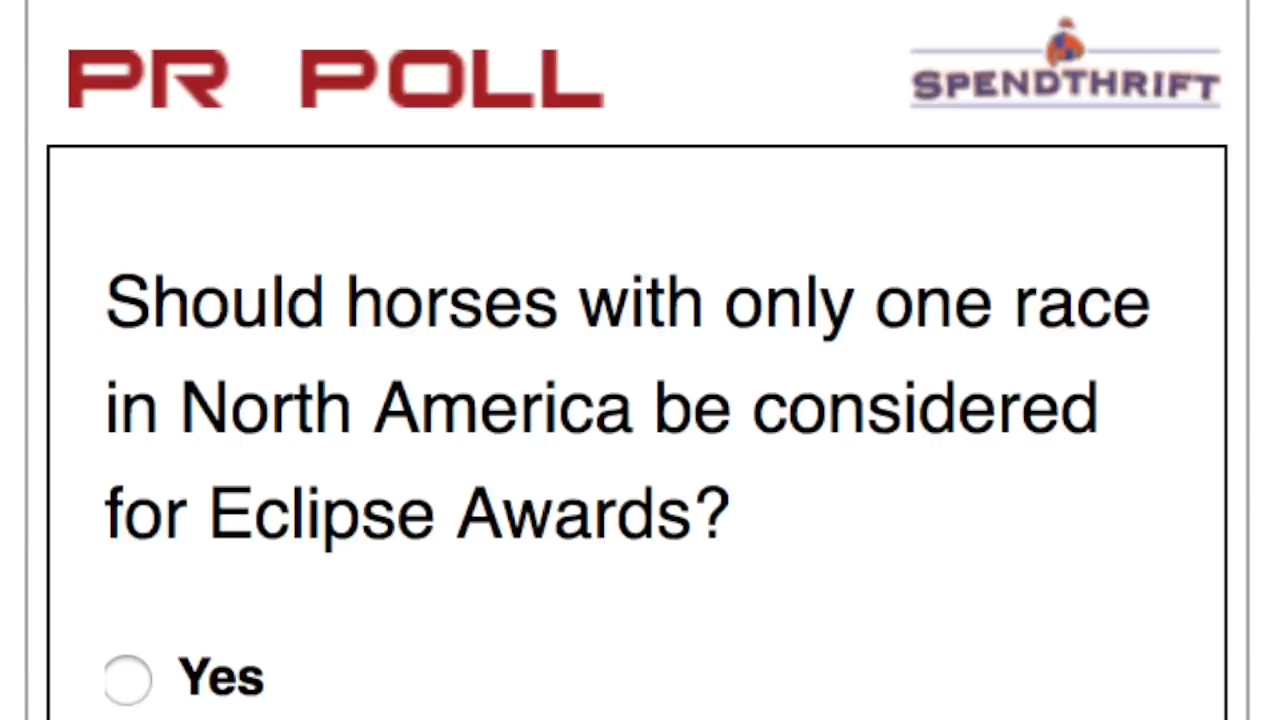 PR POLL
SPENDTHRIFT
Should horses with only one race
in North America be considered
for Eclipse Awards?
Yes